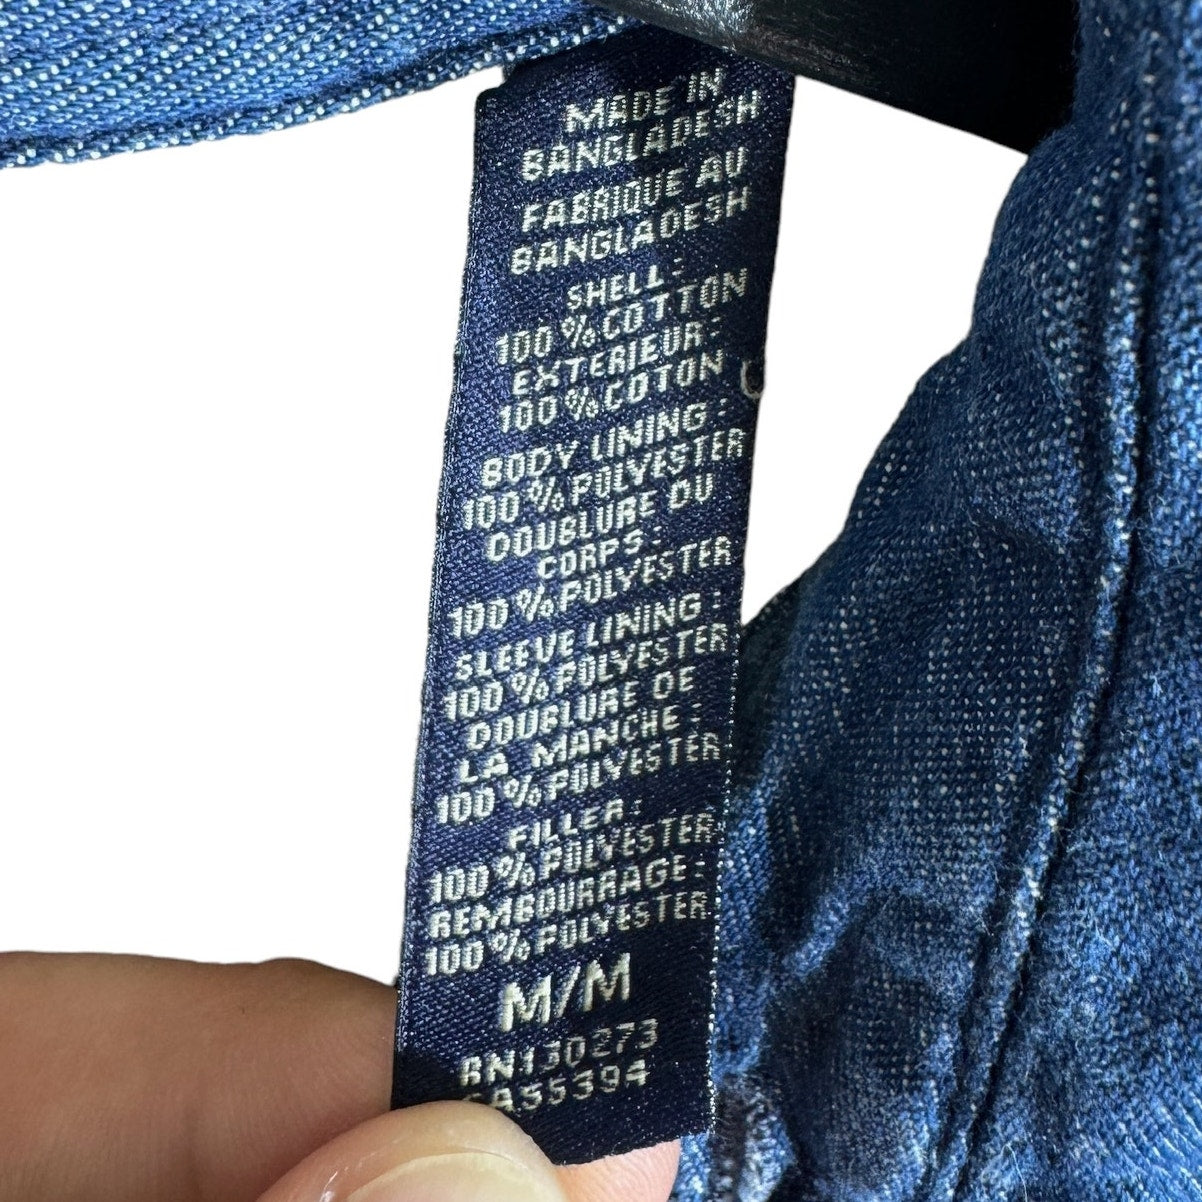 MADE IN
BANGLADESH
FABRIQUE AU
BANGLADESH
SHELL:
100 % COTTON
EXTERIEUR:
100 % COTON
BODY LINING:
100 % POLYESTER
DOUBLURE DU
CORPS:
100 % POLYESTER
SLEEVE LINING:
100 % POLYESTER
DOUBLURE DE
LA MANCHE:
100 % POLYESTER
FILLER:
100 % POLYESTER
REMBOURRAGE:
100 % POLYESTER
M/M
RN130273